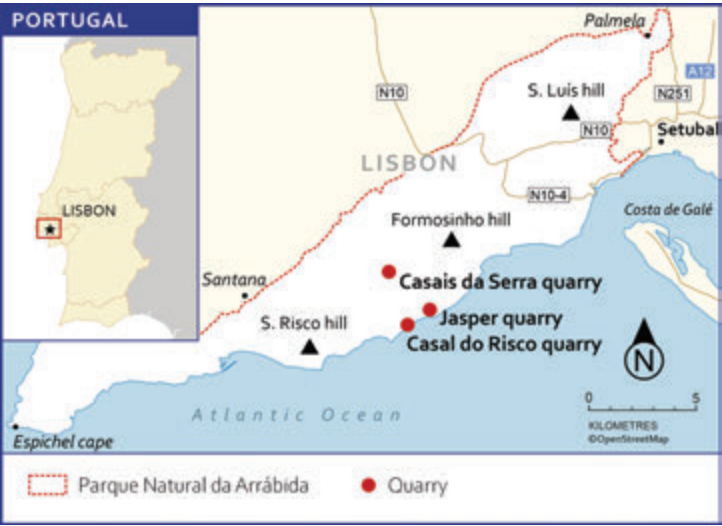 PORTUGAL
LISBON
Palmela
A12
N10
S. Luís hill
N251
N10
Setubal
LISBON
N10-4
Costa de Galé
Formosinho hill
Santana
Casais da Serra quarry
S. Risco hill
Jasper quarry
Casal do Risco quarry
N
Atlantic Ocean
0 5
KILOMETRES
©OpenStreetMap
Espichel cape
Parque Natural da Arrábida
Quarry